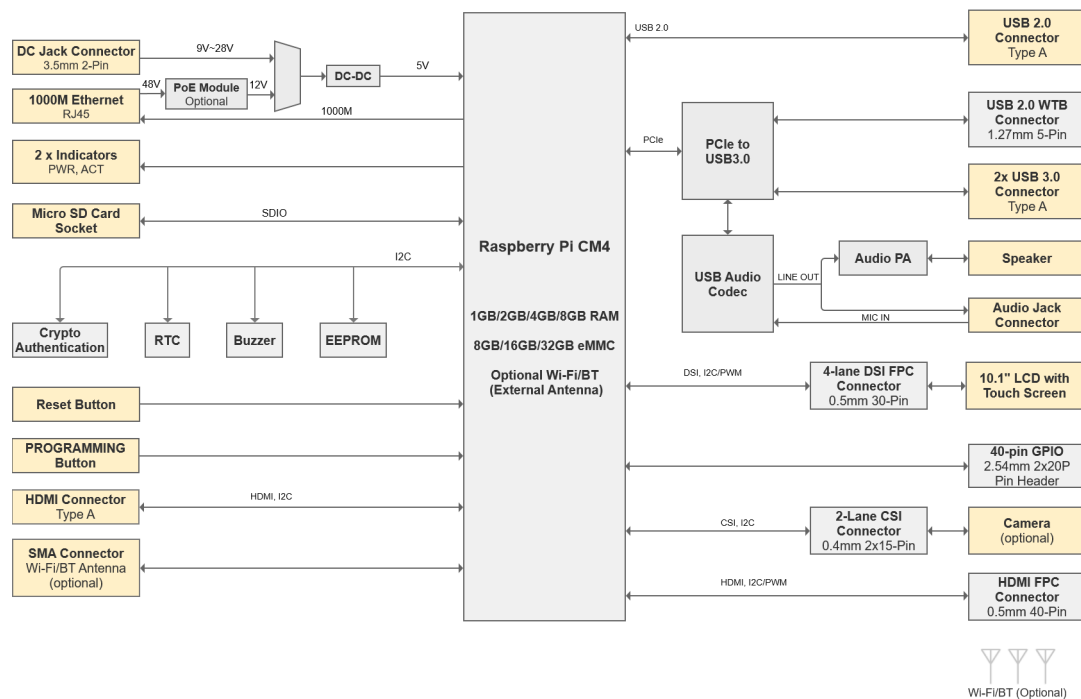 DC Jack Connector
3.5mm 2-Pin
9V~28V
48V
PoE Module
Optional
12V
DC-DC
5V
1000M Ethernet
RJ45
1000M
2 x Indicators
PWR, ACT
Micro SD Card
Socket
SDIO
I2C
Crypto
Authentication
RTC
Buzzer
EEPROM
Reset Button
PROGRAMMING
Button
HDMI Connector
Type A
HDMI, I2C
SMA Connector
Wi-Fi/BT Antenna
(optional)
Raspberry Pi CM4
1GB/2GB/4GB/8GB RAM
8GB/16GB/32GB eMMC
Optional Wi-Fi/BT
(External Antenna)
USB 2.0
USB 2.0
Connector
Type A
PCIe
PCIe to
USB3.0
USB 2.0 WTB
Connector
1.27mm 5-Pin
2x USB 3.0
Connector
Type A
USB Audio
Codec
LINE OUT
Audio PA
Speaker
MIC IN
Audio Jack
Connector
DSI, I2C/PWM
4-lane DSI FPC
Connector
0.5mm 30-Pin
10.1" LCD with
Touch Screen
40-pin GPIO
2.54mm 2x20P
Pin Header
CSI, I2C
2-Lane CSI
Connector
0.4mm 2x15-Pin
Camera
(optional)
HDMI, I2C/PWM
HDMI FPC
Connector
0.5mm 40-Pin
Wi-Fi/BT (Optional)